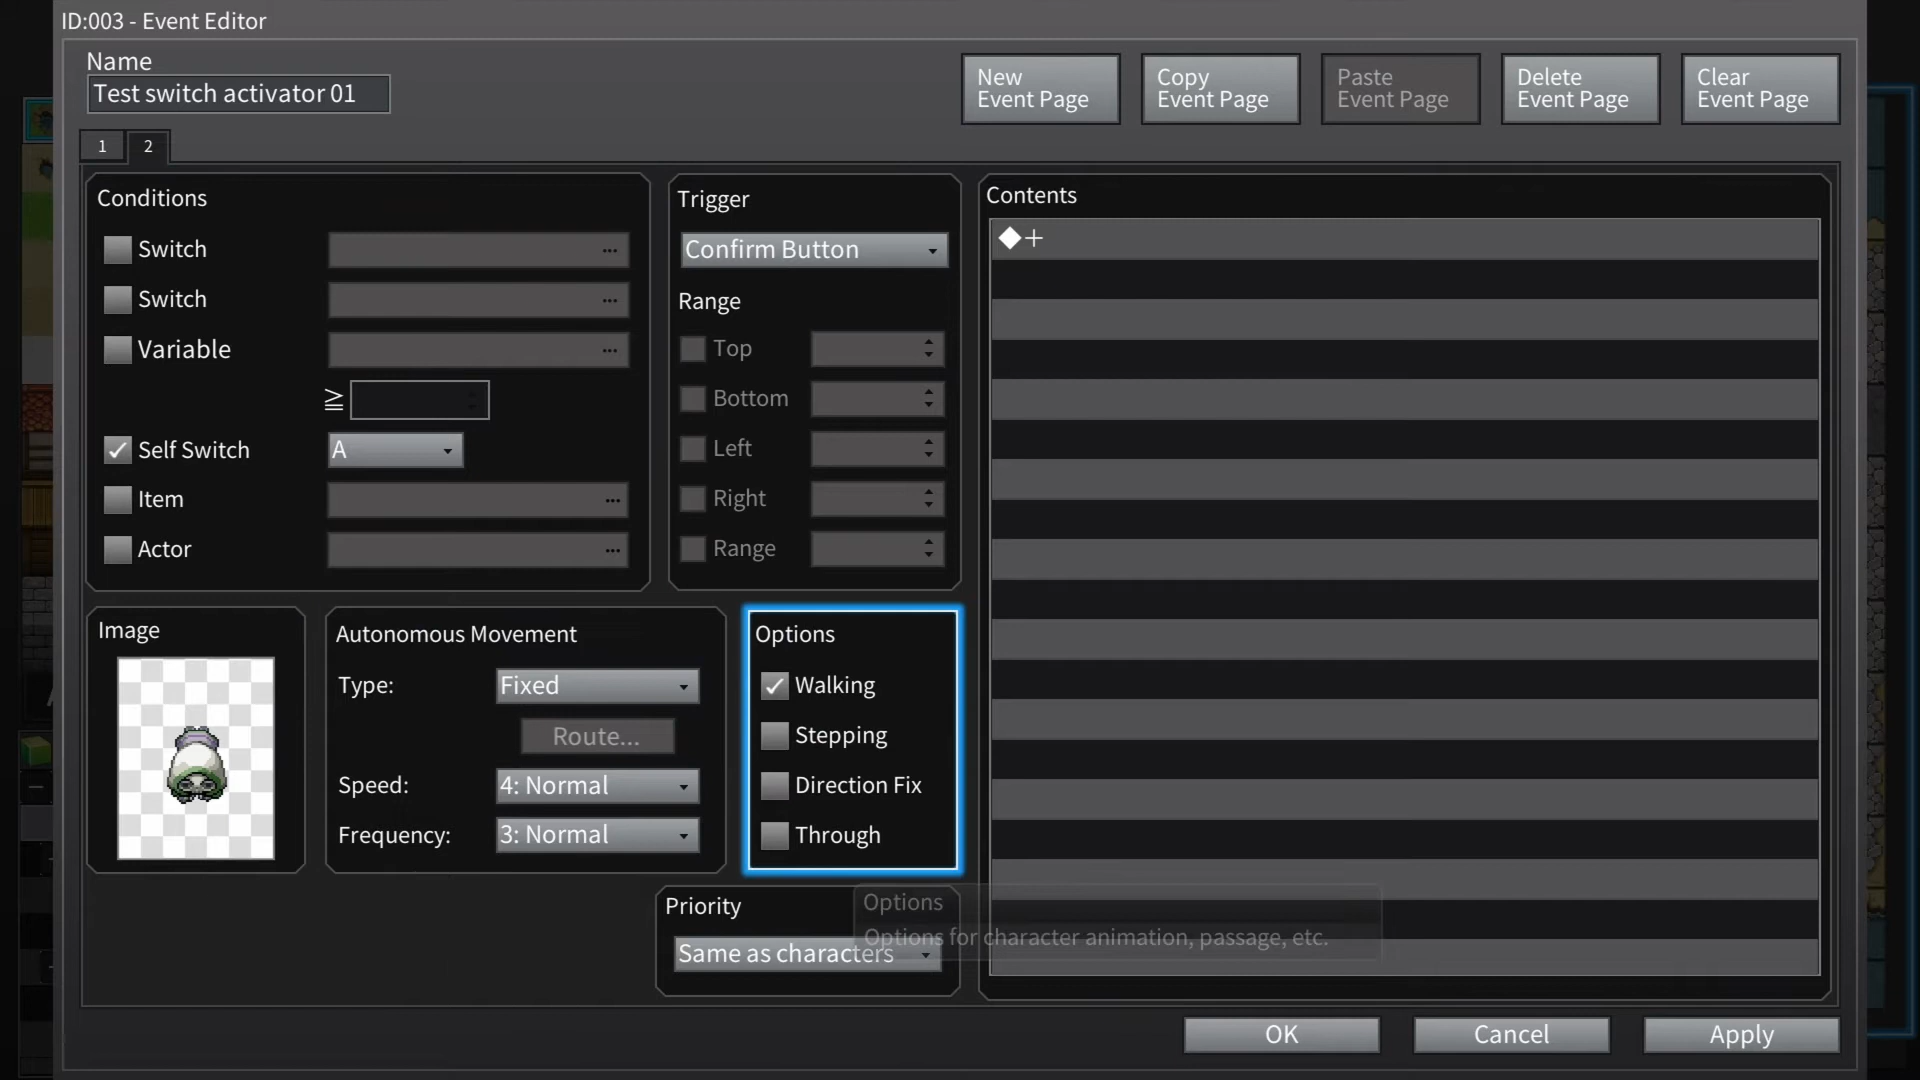 ID:003 - Event Editor
Name
Test switch activator 01
New
Event Page
Copy
Event Page
Paste
Event Page
Delete
Event Page
Clear
Event Page
1
2
Conditions
Switch
...
Switch
...
Variable
...
≧
Self Switch
A
Item
...
Actor
...
Trigger
Confirm Button
Range
Top
Bottom
Left
Right
Range
Contents
◆+
Image
Autonomous Movement
Type:
Fixed
Route...
Speed:
4: Normal
Frequency:
3: Normal
Options
Walking
Stepping
Direction Fix
Through
Priority
Same as characters
Options
Options for character animation, passage, etc.
OK
Cancel
Apply